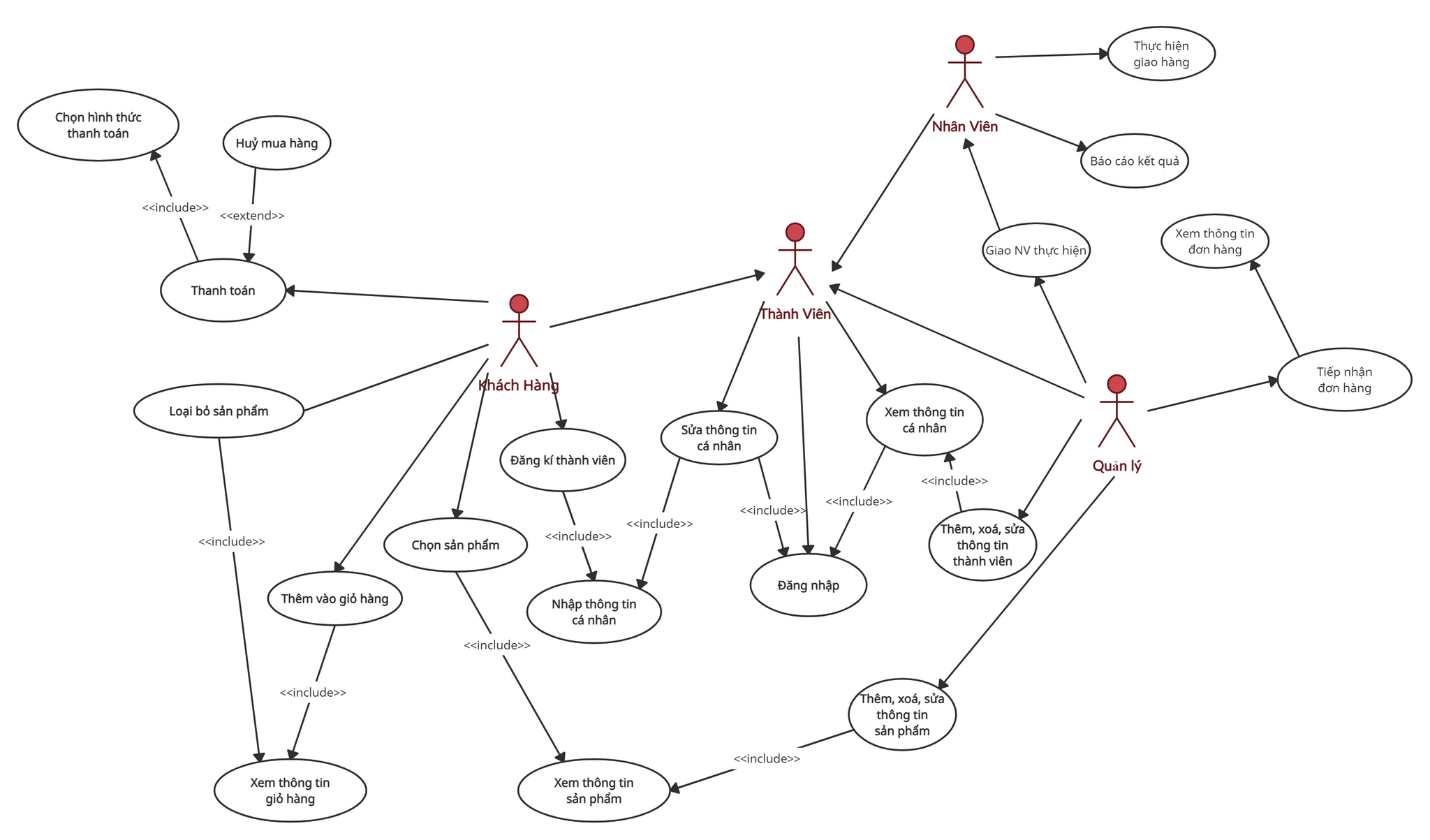 Thực hiện
giao hàng
Chọn hình thức
thanh toán
Huỷ mua hàng
Nhân Viên
Báo cáo kết quả
<<include>>
<<extend>>
Giao NV thực hiện
Xem thông tin
đơn hàng
Thanh toán
Thành Viên
Khách Hàng
Tiếp nhận
đơn hàng
Loại bỏ sản phẩm
Sửa thông tin
cá nhân
Xem thông tin
cá nhân
Quản lý
Đăng kí thành viên
<<include>>
<<include>>
<<include>>
<<include>>
<<include>>
<<include>>
Chọn sản phẩm
Thêm, xoá, sửa
thông tin
thành viên
Đăng nhập
Thêm vào giỏ hàng
Nhập thông tin
cá nhân
<<include>>
<<include>>
Thêm, xoá, sửa
thông tin
sản phẩm
<<include>>
Xem thông tin
giỏ hàng
Xem thông tin
sản phẩm